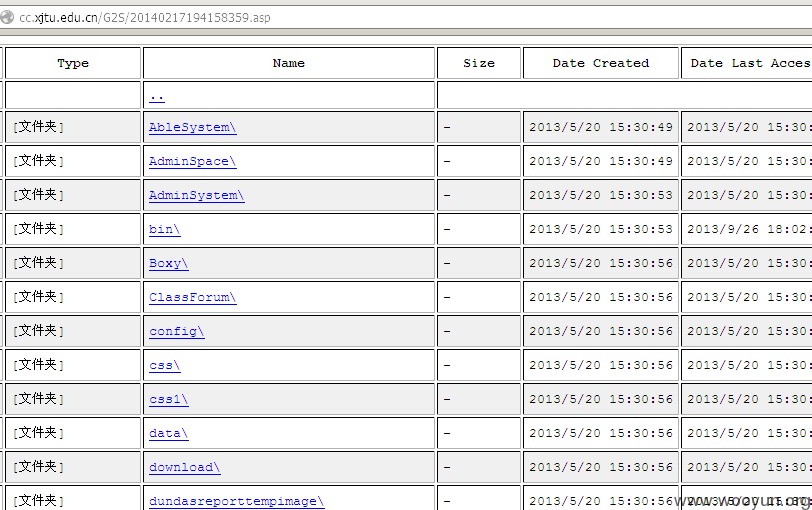 cc.xjtu.edu.cn/G2S/20140217194158359.asp
Type Name Size Date Created Date Last Acces
..
[文件夹] AbleSystem\ - 2013/5/20 15:30:49 2013/5/20 15:30:
[文件夹] AdminSpace\ - 2013/5/20 15:30:49 2013/5/20 15:30:
[文件夹] AdminSystem\ - 2013/5/20 15:30:53 2013/5/20 15:30:
[文件夹] bin\ - 2013/5/20 15:30:53 2013/9/26 18:02:
[文件夹] Boxy\ - 2013/5/20 15:30:56 2013/5/20 15:30:
[文件夹] ClassForum\ - 2013/5/20 15:30:56 2013/5/20 15:30:
[文件夹] config\ - 2013/5/20 15:30:56 2013/5/20 15:30:
[文件夹] css\ - 2013/5/20 15:30:56 2013/5/20 15:30:
[文件夹] css1\ - 2013/5/20 15:30:56 2013/5/20 15:30:
[文件夹] data\ - 2013/5/20 15:30:56 2013/5/20 15:30:
[文件夹] download\ - 2013/5/20 15:30:56 2013/5/20 15:30:
[文件夹] dundasreporttempimage\ - 2013/5/20 15:30:56
www.wooyun.org